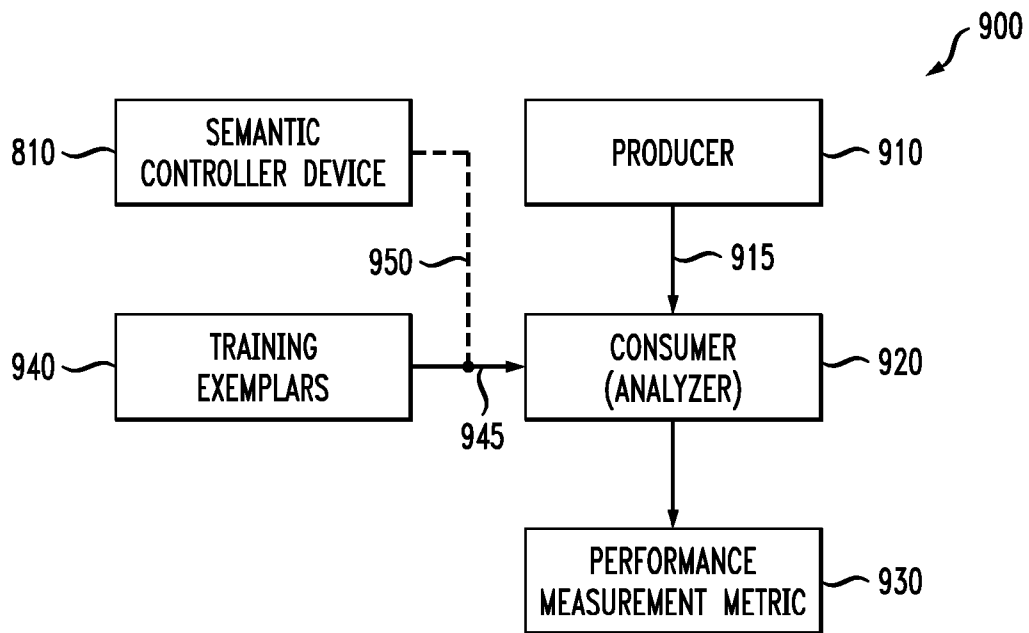 900
810
SEMANTIC
CONTROLLER DEVICE
PRODUCER
910
950
915
940
TRAINING
EXEMPLARS
945
CONSUMER
(ANALYZER)
920
PERFORMANCE
MEASUREMENT METRIC
930